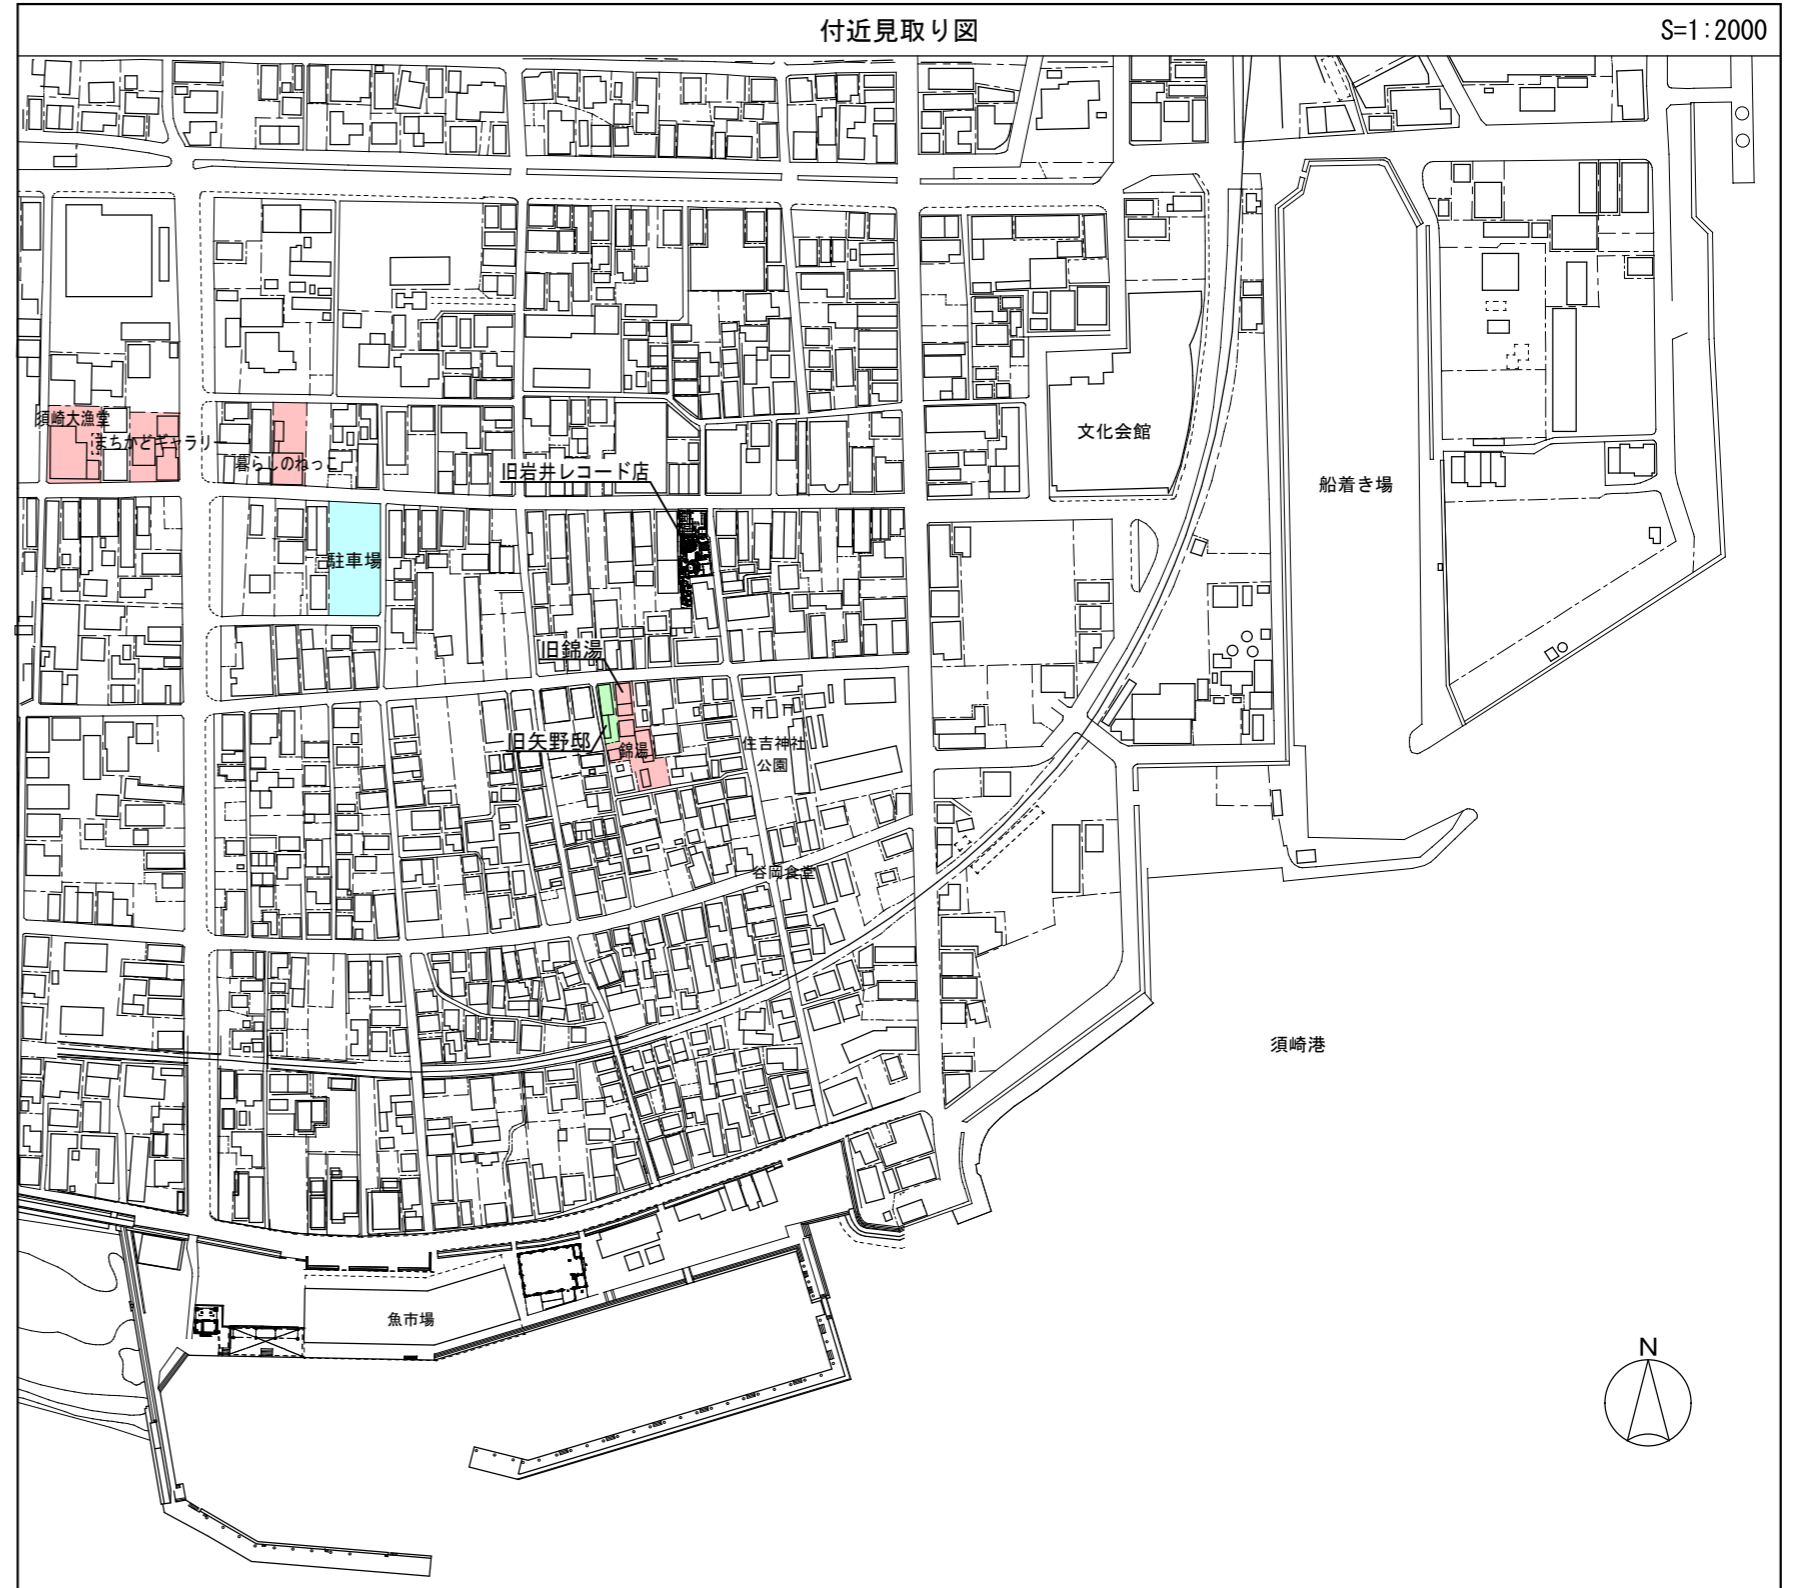 付近見取り図
S=1:2000
須崎大漁堂
まちかどギャラリー
暮らしのねっこ
旧岩井レコード店
文化会館
船着き場
駐車場
旧錦湯
旧矢野邸
錦湯
住吉神社
公園
谷岡食堂
須崎港
魚市場
N